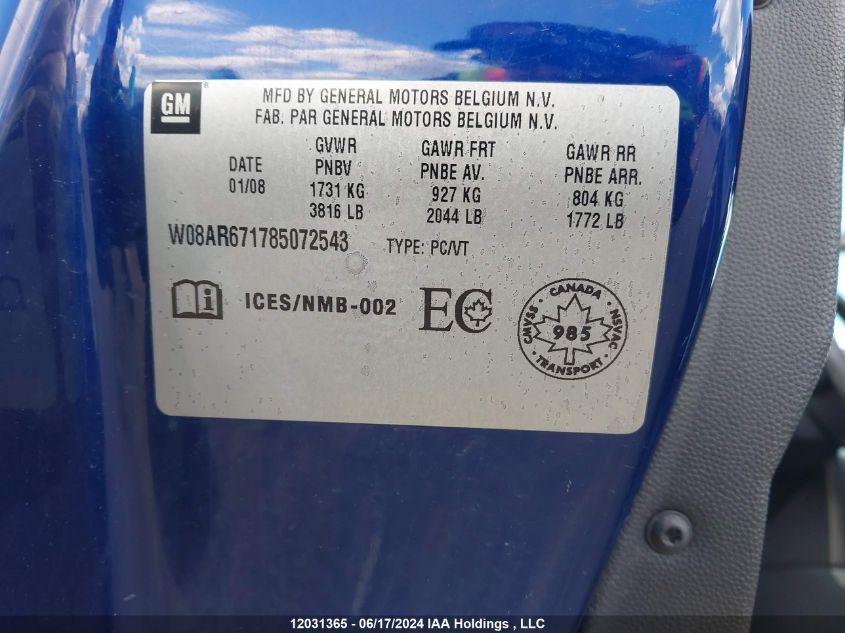 GM ®
MFD BY GENERAL MOTORS BELGIUM N.V.
FAB. PAR GENERAL MOTORS BELGIUM N.V.
GVWR GAWR FRT GAWR RR
DATE PNBV PNBE AV. PNBE ARR.
01/08 1731 KG 927 KG 804 KG
3816 LB 2044 LB 1772 LB
W08AR671785072543 TYPE: PC/VT
i ICES/NMB-002 EC
CANADA
CMVSS NSVAC
985
TRANSPORT
12031365 - 06/17/2024 IAA Holdings , LLC